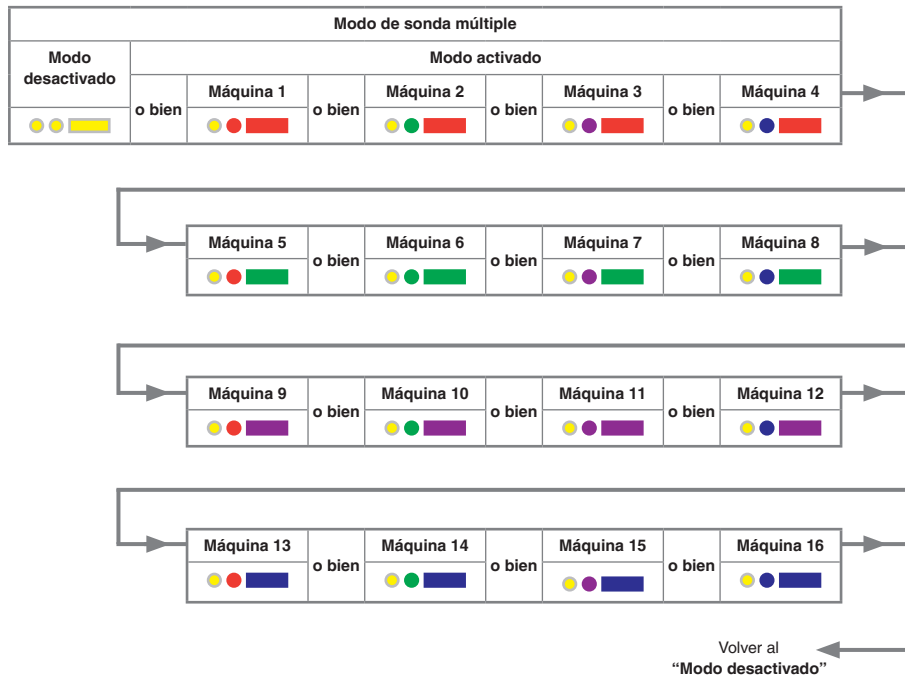 Modo de sonda múltiple
Modo desactivado
Modo activado
o bien
Máquina 1
o bien
Máquina 2
o bien
Máquina 3
o bien
Máquina 4
Máquina 5
o bien
Máquina 6
o bien
Máquina 7
o bien
Máquina 8
Máquina 9
o bien
Máquina 10
o bien
Máquina 11
o bien
Máquina 12
Máquina 13
o bien
Máquina 14
o bien
Máquina 15
o bien
Máquina 16
Volver al
“Modo desactivado”